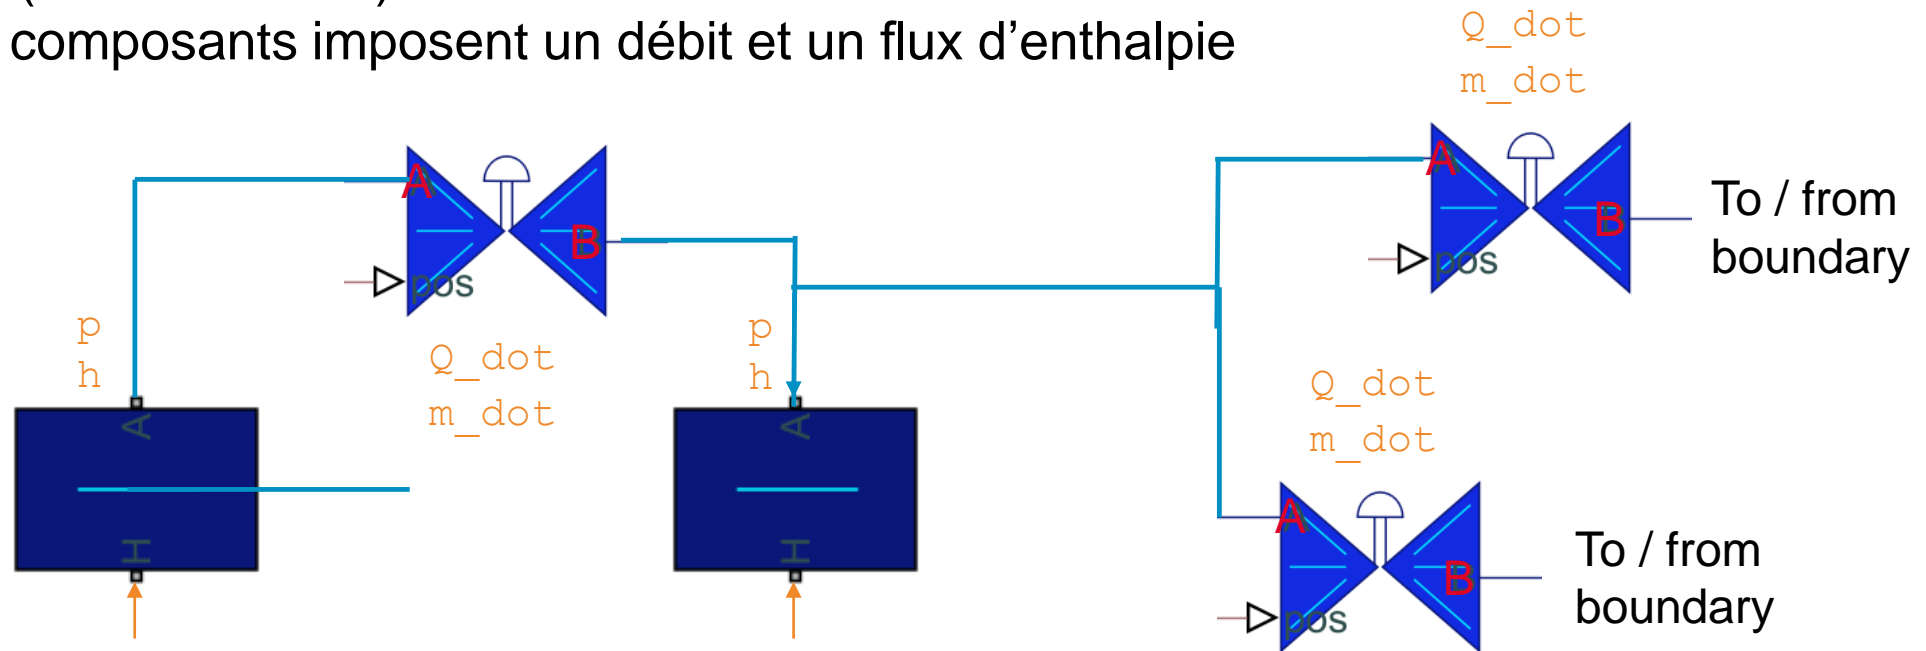 composants imposent un débit et un flux d’enthalpie
Q_dot
m_dot
A
B
pos
To / from
boundary
A
B
pos
p
h
Q_dot
m_dot
p
h
A
H
A
H
Q_dot
m_dot
A
B
pos
To / from
boundary